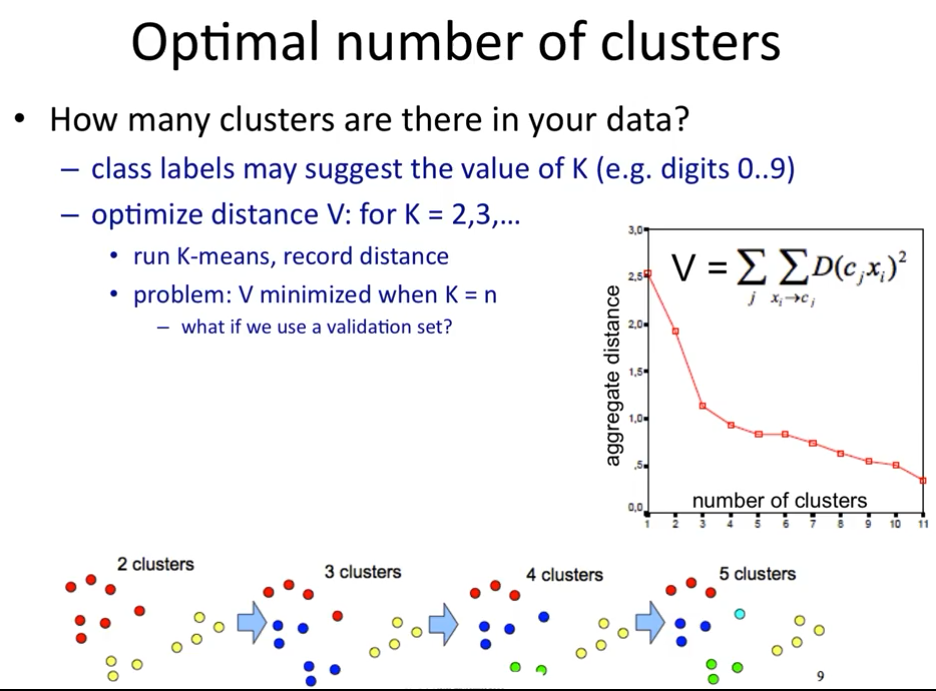 Optimal number of clusters
• How many clusters are there in your data?
– class labels may suggest the value of K (e.g. digits 0..9)
– optimize distance V: for K = 2,3,...
• run K-means, record distance
• problem: V minimized when K = n
– what if we use a validation set?
V = ∑ ∑ D(c_j x_i)²
j x_i→c_j
aggregate distance
3,0
2,5
2,0
1,5
1,0
,5
0,0
number of clusters
1 2 3 4 5 6 7 8 9 10 11
2 clusters
3 clusters
4 clusters
5 clusters
9